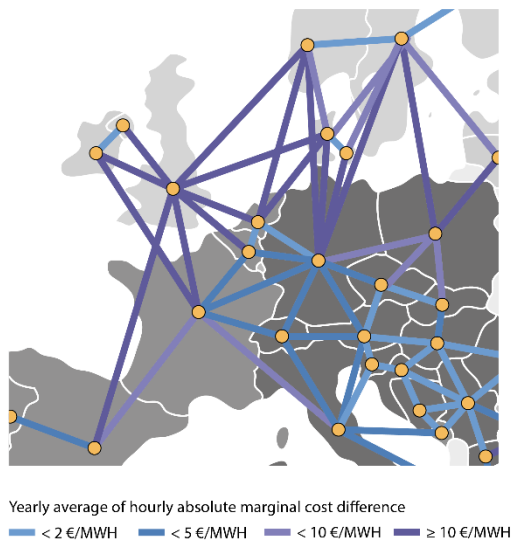 Yearly average of hourly absolute marginal cost difference
< 2 €/MWH < 5 €/MWH < 10 €/MWH ≥ 10 €/MWH